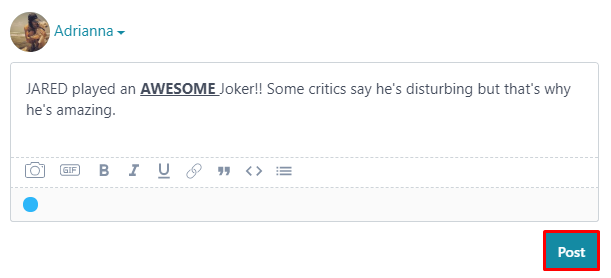 Adrianna
JARED played an AWESOME Joker!! Some critics say he's disturbing but that's why
he's amazing.
GIF B I U
Post